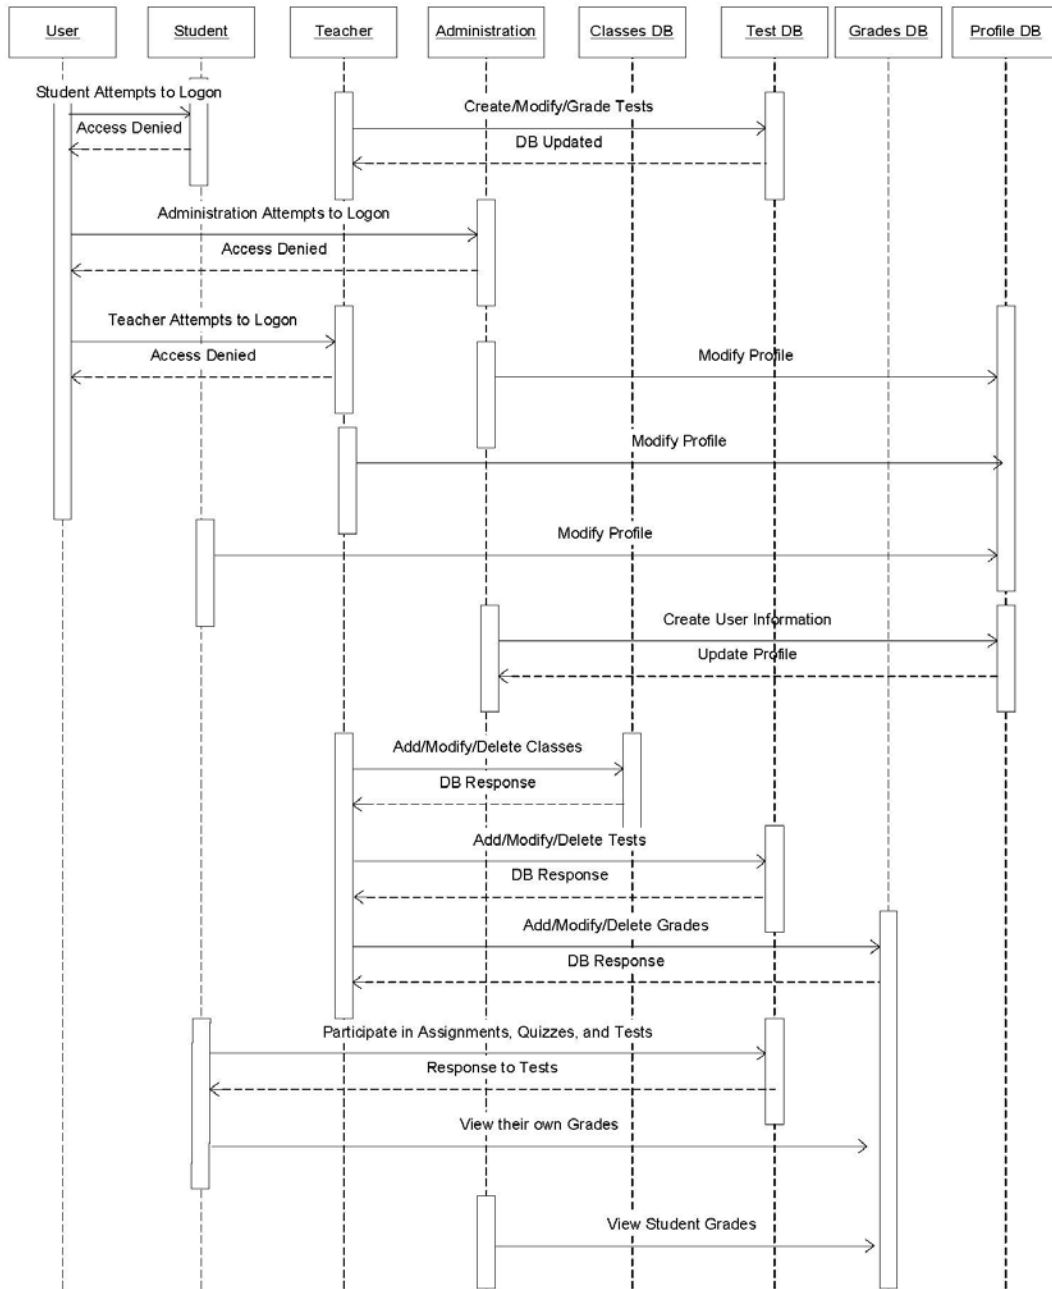 User
Student
Teacher
Administration
Classes DB
Test DB
Grades DB
Profile DB
Student Attempts to Logon
Create/Modify/Grade Tests
Access Denied
DB Updated
Administration Attempts to Logon
Access Denied
Teacher Attempts to Logon
Access Denied
Modify Profile
Modify Profile
Modify Profile
Create User Information
Update Profile
Add/Modify/Delete Classes
DB Response
Add/Modify/Delete Tests
DB Response
Add/Modify/Delete Grades
DB Response
Participate in Assignments, Quizzes, and Tests
Response to Tests
View their own Grades
View Student Grades